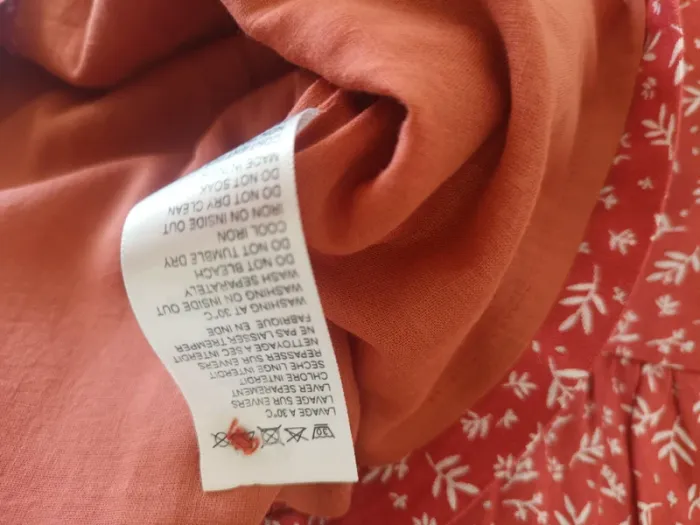 30
LAVAGE A 30°C
LAVAGE SUR ENVERS
LAVER SEPAREMENT
CHLORE INTERDIT
SECHE LINGE INTERDIT
REPASSER SUR ENVERS
NETTOYAGE A SEC INTERDIT
NE PAS LAISSER TREMPER
FABRIQUE EN INDE
WASHING AT 30°C
WASHING ON INSIDE OUT
WASH SEPARATELY
DO NOT BLEACH
DO NOT TUMBLE DRY
COOL IRON
IRON ON INSIDE OUT
DO NOT DRY CLEAN
DO NOT SOAK
MADE IN